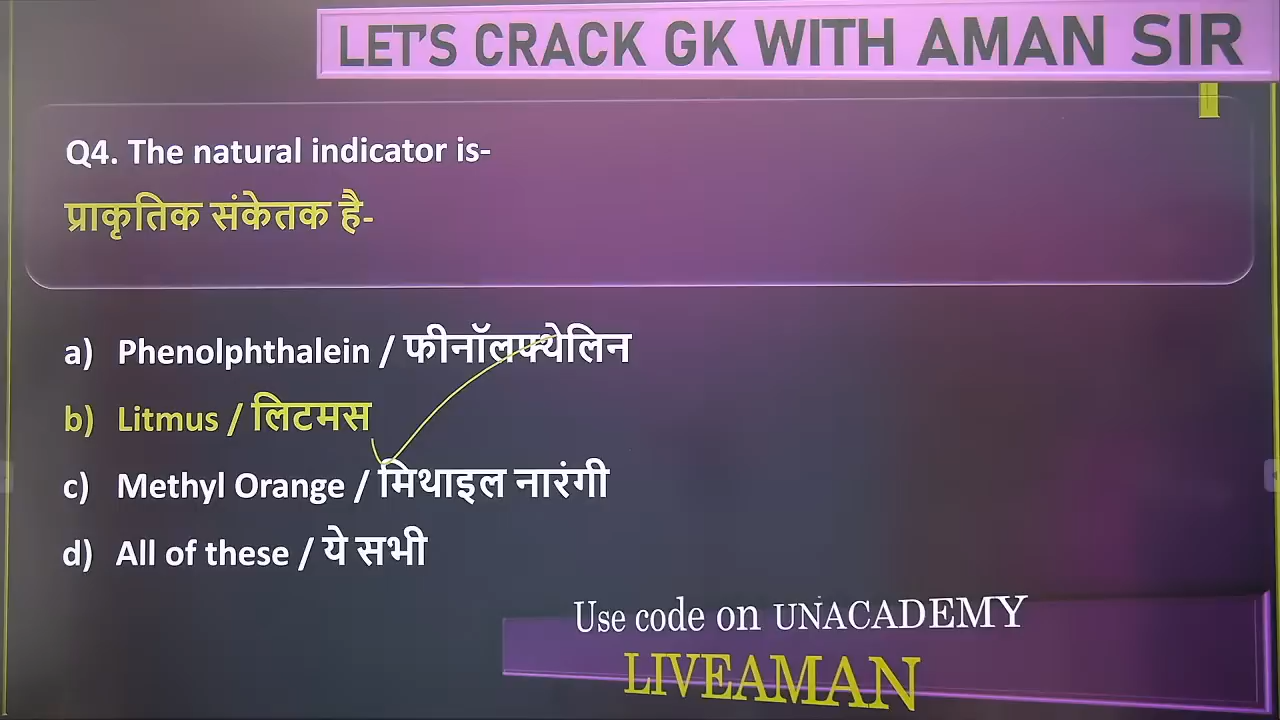 LET'S CRACK GK WITH AMAN SIR
Q4. The natural indicator is-
प्राकृतिक संकेतक है-
a) Phenolphthalein / फीनॉलफ्थेलिन
b) Litmus / लिटमस
c) Methyl Orange / मिथाइल नारंगी
d) All of these / ये सभी
Use code on UNACADEMY
LIVEAMAN